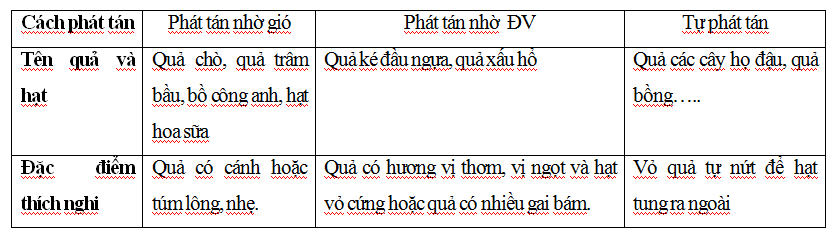 Cách phát tán	Phát tán nhờ gió	Phát tán nhờ ĐV	Tự phát tán
Tên quả và	Quả chò, quả trâm	Quả ké đầu ngựa, quả xấu hổ	Quả các cây họ đậu, quả
hạt	bầu, bồ công anh, hạt	bồng…..
hoa sữa
Đặc điểm	Quả có cánh hoặc	Quả có hương vị thơm, vị ngọt và hạt	Vỏ quả tự nứt để hạt
thích nghi	túm lông, nhẹ.	vỏ cứng hoặc quả có nhiều gai bám.	tung ra ngoài